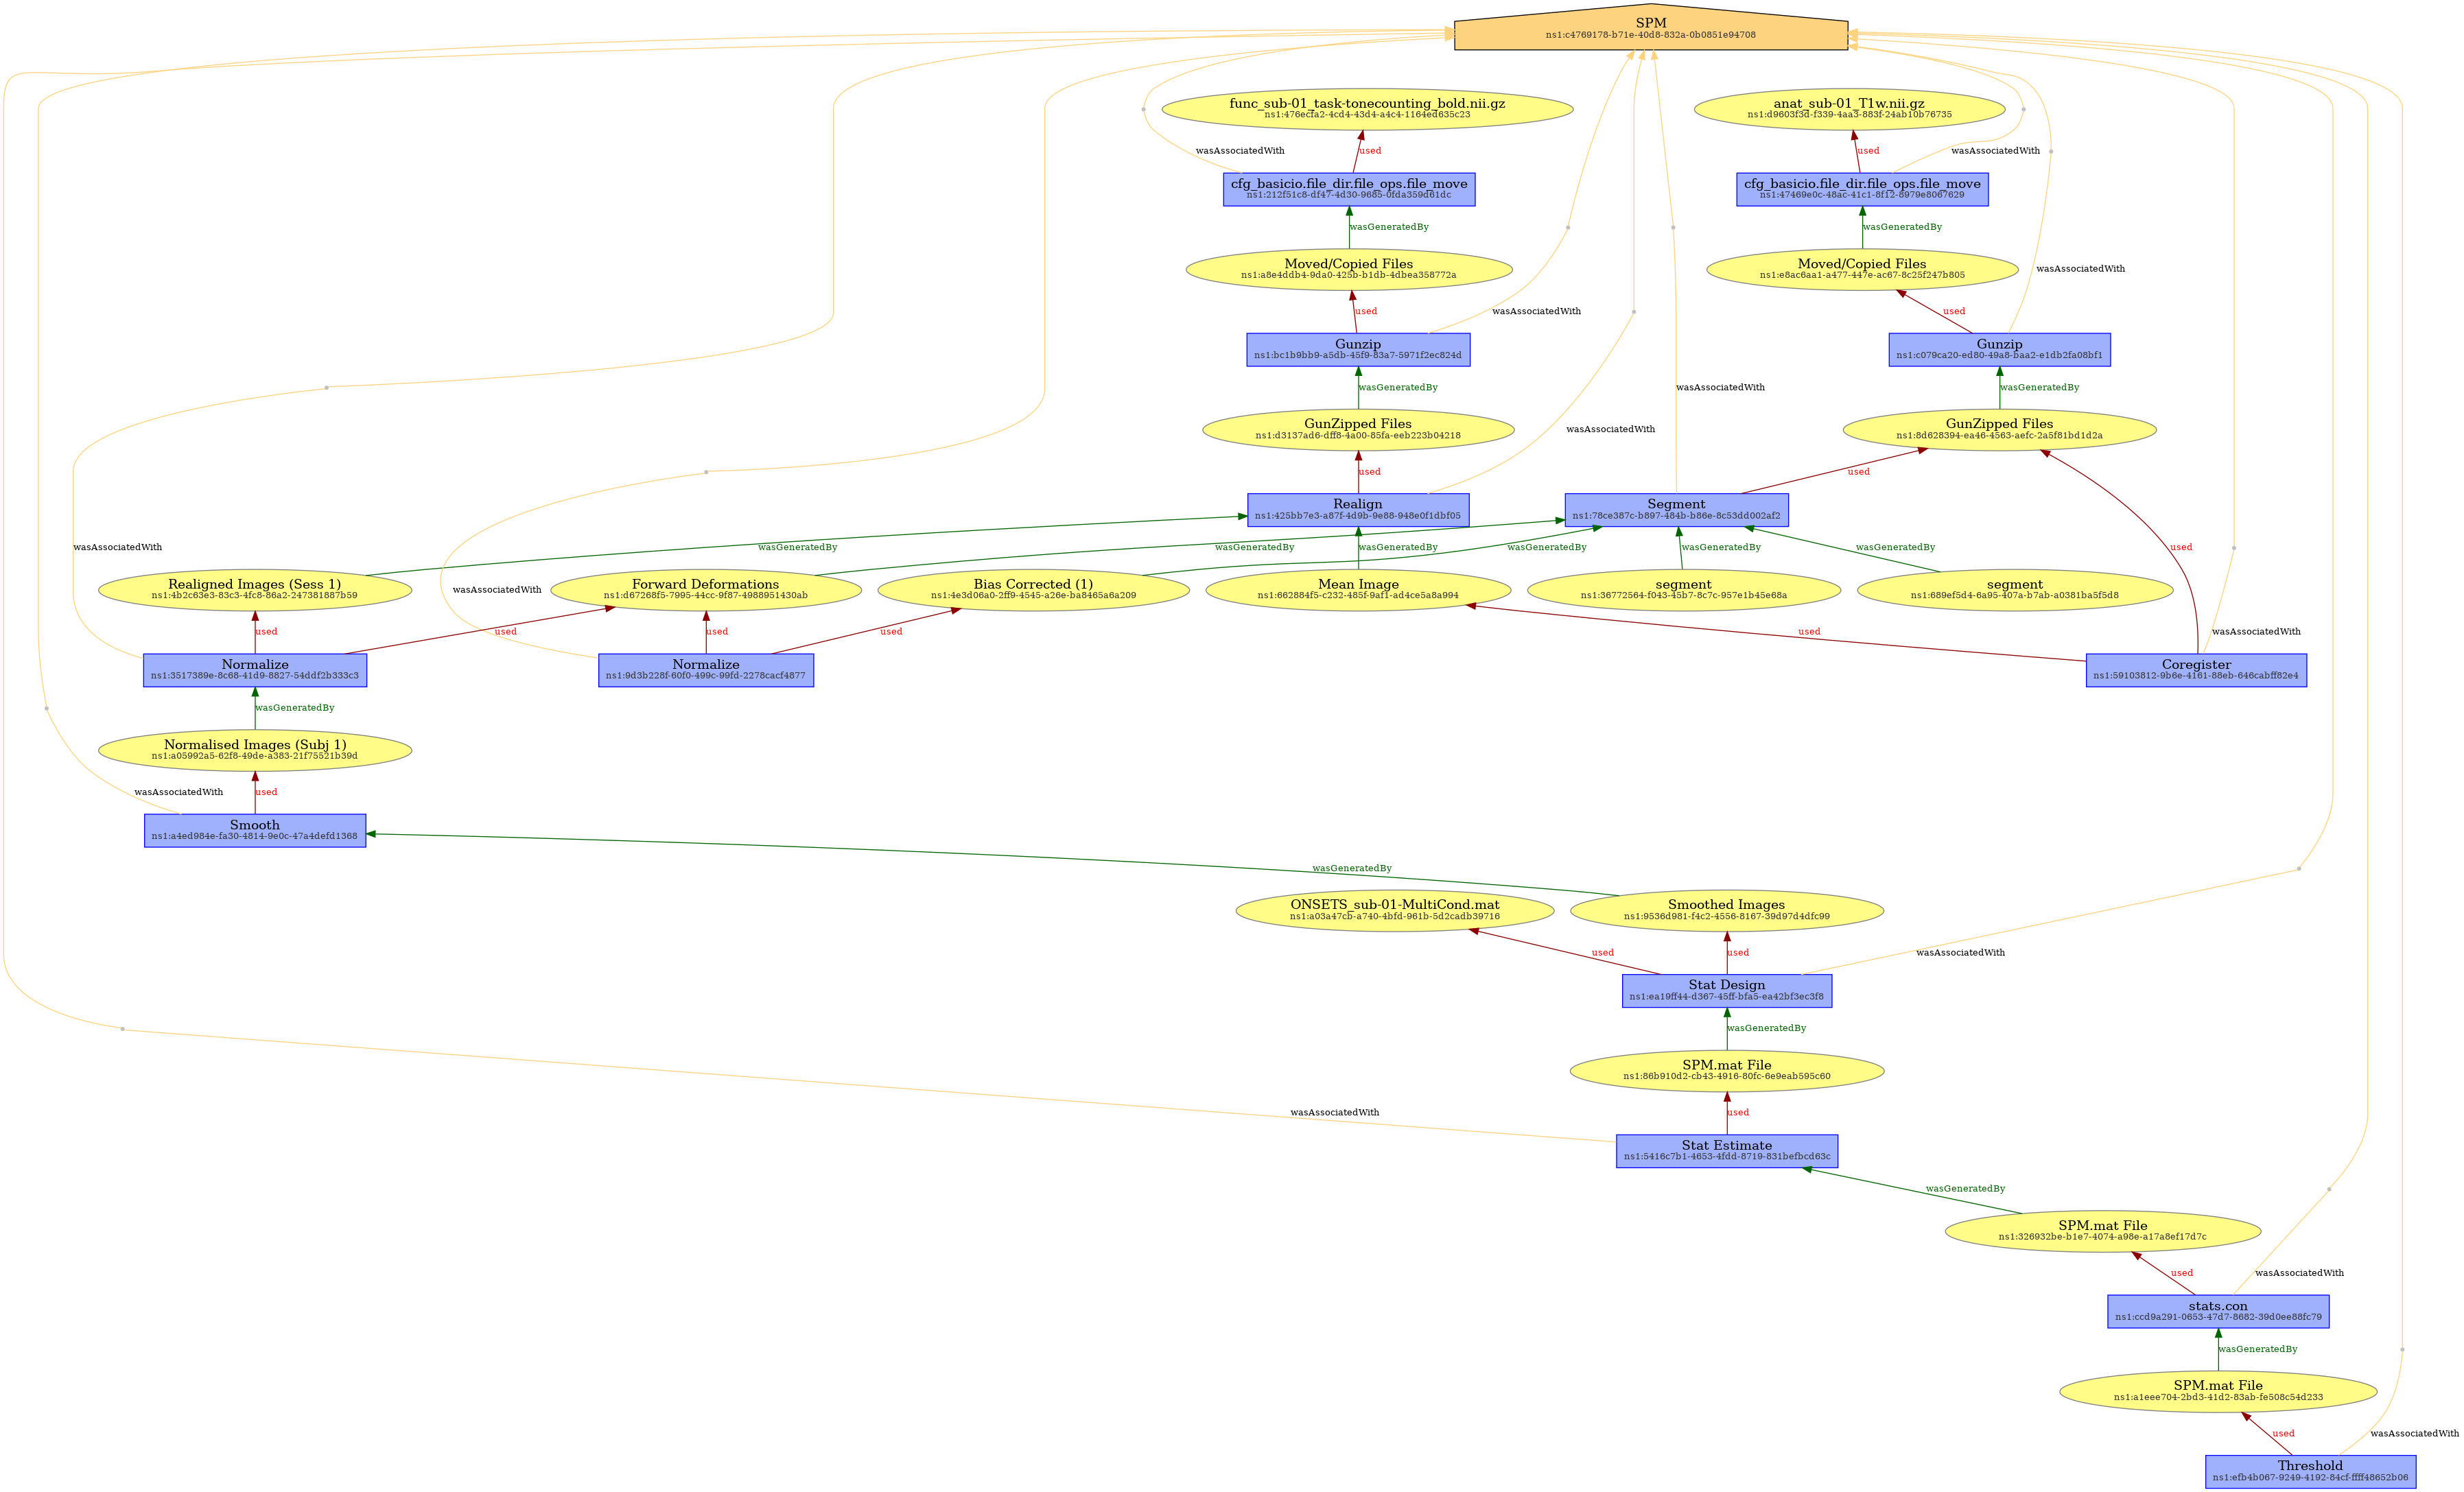 SPM
ns1:c4769178-b71e-40d8-832a-0b0851e94708
func_sub-01_task-tonecounting_bold.nii.gz
ns1:476ecfa2-4cd4-43d4-a4c4-1164ed635c23
anat_sub-01_T1w.nii.gz
ns1:d9603f3d-f339-4aa3-883f-24ab10b76735
wasAssociatedWith
used
used
wasAssociatedWith
cfg_basicio.file_dir.file_ops.file_move
ns1:212f51c8-df47-4d30-9685-0fda359d61dc
cfg_basicio.file_dir.file_ops.file_move
ns1:47469e0c-48ac-41c1-8f12-8979e8067629
wasGeneratedBy
wasGeneratedBy
Moved/Copied Files
ns1:a8e4ddb4-9da0-425b-b1db-4dbea358772a
Moved/Copied Files
ns1:e8ac6aa1-a477-447e-ac67-8c25f247b805
wasAssociatedWith
used
wasAssociatedWith
used
Gunzip
ns1:bc1b9bb9-a5db-45f9-83a7-5971f2ec824d
Gunzip
ns1:c079ca20-ed80-49a8-baa2-e1db2fa08bf1
wasGeneratedBy
wasAssociatedWith
wasGeneratedBy
GunZipped Files
ns1:d3137ad6-dff8-4a00-85fa-eeb223b04218
GunZipped Files
ns1:8d628394-ea46-4563-aefc-2a5f81bd1d2a
wasAssociatedWith
used
used
Realign
ns1:425bb7e3-a87f-4d9b-9e88-948e0f1dbf05
Segment
ns1:78ce387c-b897-484b-b86e-8c53dd002af2
wasAssociatedWith
wasGeneratedBy
wasGeneratedBy
wasGeneratedBy
wasGeneratedBy
wasGeneratedBy
wasGeneratedBy
used
Realigned Images (Sess 1)
ns1:4b2c63e3-83c3-4fc8-86a2-247381887b59
wasAssociatedWith
Forward Deformations
ns1:d67268f5-7995-44cc-9f87-4988951430ab
Bias Corrected (1)
ns1:4e3d06a0-2ff9-4545-a26e-ba8465a6a209
Mean Image
ns1:662884f5-c232-485f-9af1-ad4ce5a8a994
segment
ns1:36772564-f043-45b7-8c7c-957e1b45e68a
segment
ns1:689ef5d4-6a95-407a-b7ab-a0381ba5f5d8
used
used
used
used
used
wasAssociatedWith
Normalize
ns1:3517389e-8c68-41d9-8827-54ddf2b333c3
Normalize
ns1:9d3b228f-60f0-499c-99fd-2278cacf4877
Coregister
ns1:59103812-9b6e-4161-88eb-646cabff82e4
wasGeneratedBy
Normalised Images (Subj 1)
ns1:a05992a5-62f8-49de-a383-21f75521b39d
wasAssociatedWith
used
Smooth
ns1:a4ed984e-fa30-4814-9e0c-47a4defd1368
wasGeneratedBy
ONSETS_sub-01-MultiCond.mat
ns1:a03a47cb-a740-4bfd-961b-5d2cadb39716
Smoothed Images
ns1:9536d981-f4c2-4556-8167-39d97d4dfc99
used
used
wasAssociatedWith
Stat Design
ns1:ea19ff44-d367-45ff-bfa5-ea42bf3ec3f8
wasGeneratedBy
SPM.mat File
ns1:86b910d2-cb43-4916-80fc-6e9eab595c60
wasAssociatedWith
used
Stat Estimate
ns1:5416c7b1-4653-4fdd-8719-831befbcd63c
wasGeneratedBy
SPM.mat File
ns1:326932be-b1e7-4074-a98e-a17a8ef17d7c
used
wasAssociatedWith
stats.con
ns1:ccd9a291-0653-47d7-8682-39d0ee88fc79
wasGeneratedBy
SPM.mat File
ns1:a1eee704-2bd3-41d2-83ab-fe508c54d233
used
wasAssociatedWith
Threshold
ns1:efb4b067-9249-4192-84cf-ffff48652b06